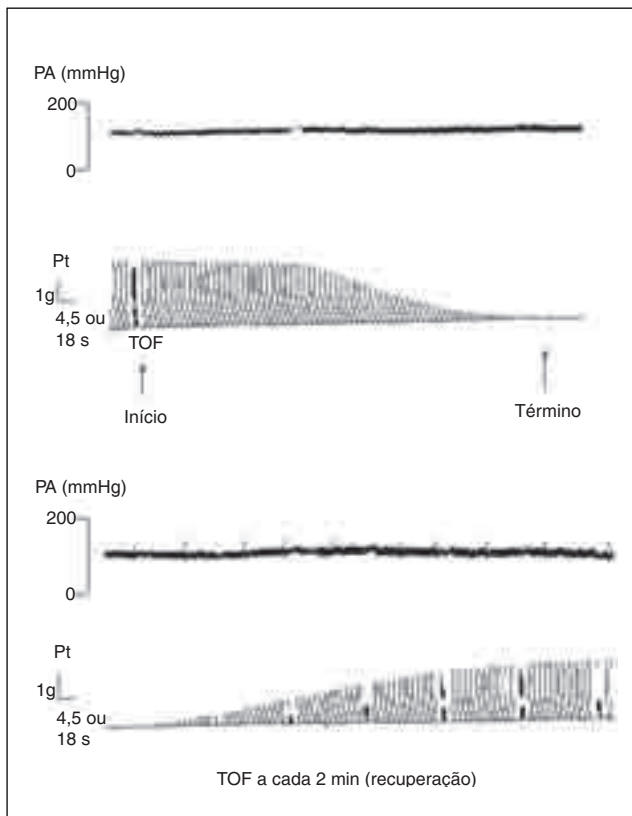 PA (mmHg)
200
0
Pt
1g
4,5 ou
18 s
TOF
Início
Término
PA (mmHg)
200
0
Pt
1g
4,5 ou
18 s
TOF a cada 2 min (recuperação)